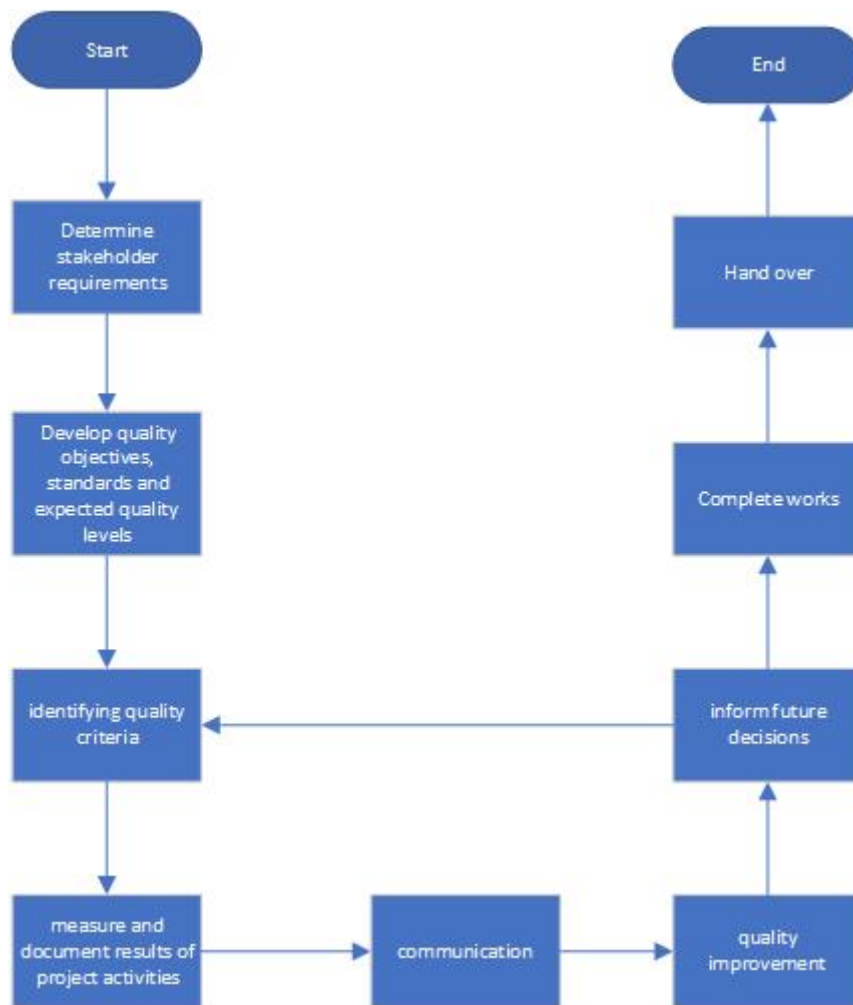 Start
Determine
stakeholder
requirements
Develop quality
objectives,
standards and
expected quality
levels
identifying quality
criteria
measure and
document results of
project activities
communication
quality
improvement
inform future
decisions
Complete works
Hand over
End